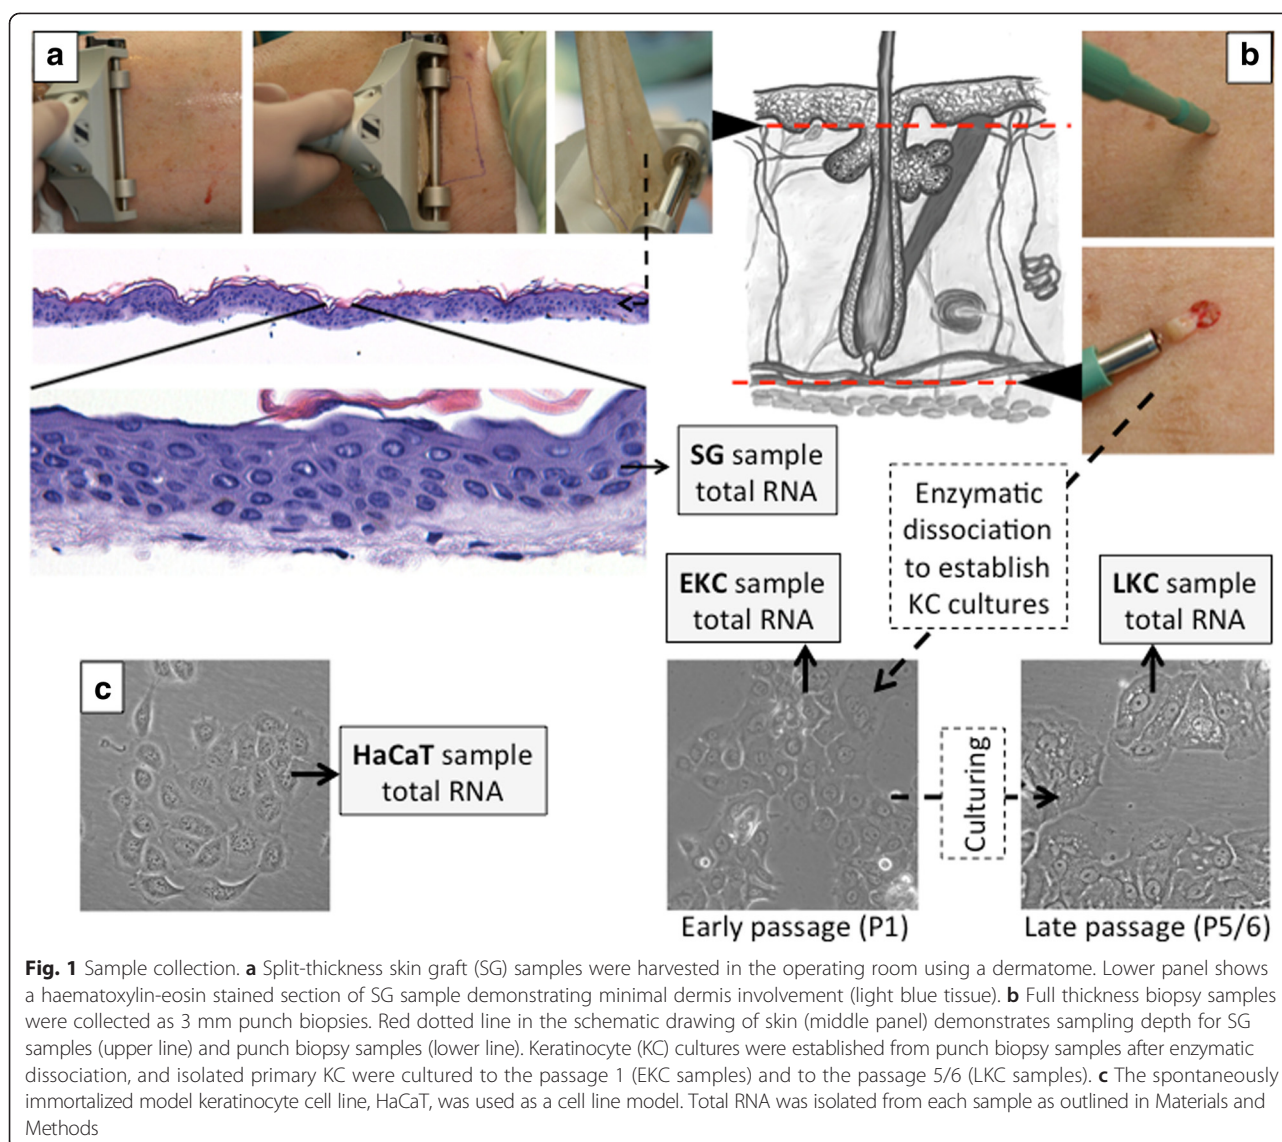 a
b
SG sample
total RNA
Enzymatic
dissociation
to establish
KC cultures
EKC sample
total RNA
LKC sample
total RNA
c
HaCaT sample
total RNA
Culturing
Early passage (P1)
Late passage (P5/6)
Fig. 1 Sample collection. a Split-thickness skin graft (SG) samples were harvested in the operating room using a dermatome. Lower panel shows
a haematoxylin-eosin stained section of SG sample demonstrating minimal dermis involvement (light blue tissue). b Full thickness biopsy samples
were collected as 3 mm punch biopsies. Red dotted line in the schematic drawing of skin (middle panel) demonstrates sampling depth for SG
samples (upper line) and punch biopsy samples (lower line). Keratinocyte (KC) cultures were established from punch biopsy samples after enzymatic
dissociation, and isolated primary KC were cultured to the passage 1 (EKC samples) and to the passage 5/6 (LKC samples). c The spontaneously
immortalized model keratinocyte cell line, HaCaT, was used as a cell line model. Total RNA was isolated from each sample as outlined in Materials and
Methods